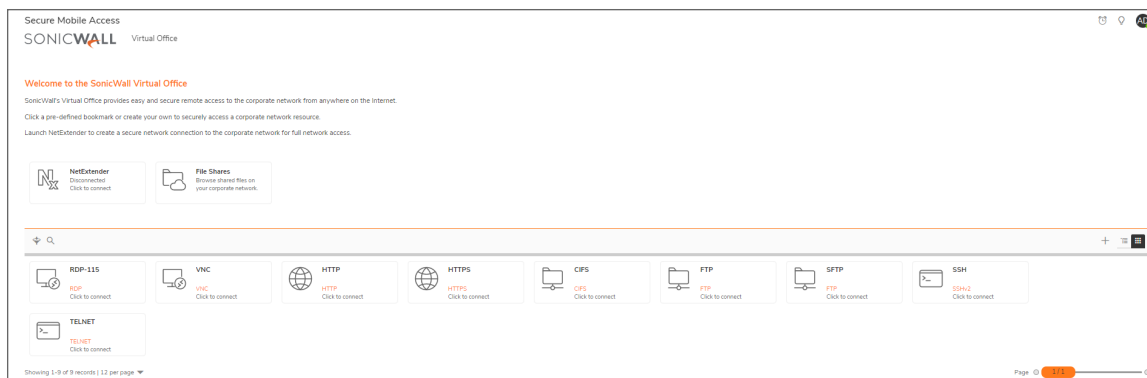 Secure Mobile Access
SONICWALL Virtual Office
AD
Welcome to the SonicWall Virtual Office
SonicWall's Virtual Office provides easy and secure remote access to the corporate network from anywhere on the Internet.
Click a pre-defined bookmark or create your own to securely access a corporate network resource.
Launch NetExtender to create a secure network connection to the corporate network for full network access.
NetExtender
Disconnected
Click to connect
File Shares
Browse shared files on
your corporate network.
RDP-115
RDP
Click to connect
VNC
VNC
Click to connect
HTTP
HTTP
Click to connect
HTTPS
HTTPS
Click to connect
CIFS
CIFS
Click to connect
FTP
FTP
Click to connect
SFTP
FTP
Click to connect
SSH
SSHv2
Click to connect
TELNET
TELNET
Click to connect
Showing 1-9 of 9 records | 12 per page
Page 1/1